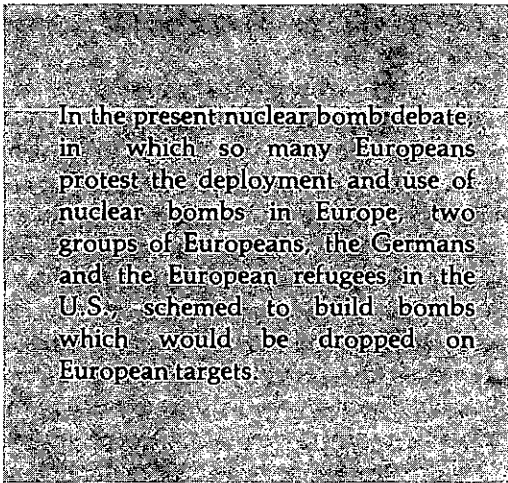 In the present nuclear bomb debate,
in which so many Europeans
protest the deployment and use of
nuclear bombs in Europe, two
groups of Europeans, the Germans
and the European refugees in the
U.S., schemed to build bombs
which would be dropped on
European targets.